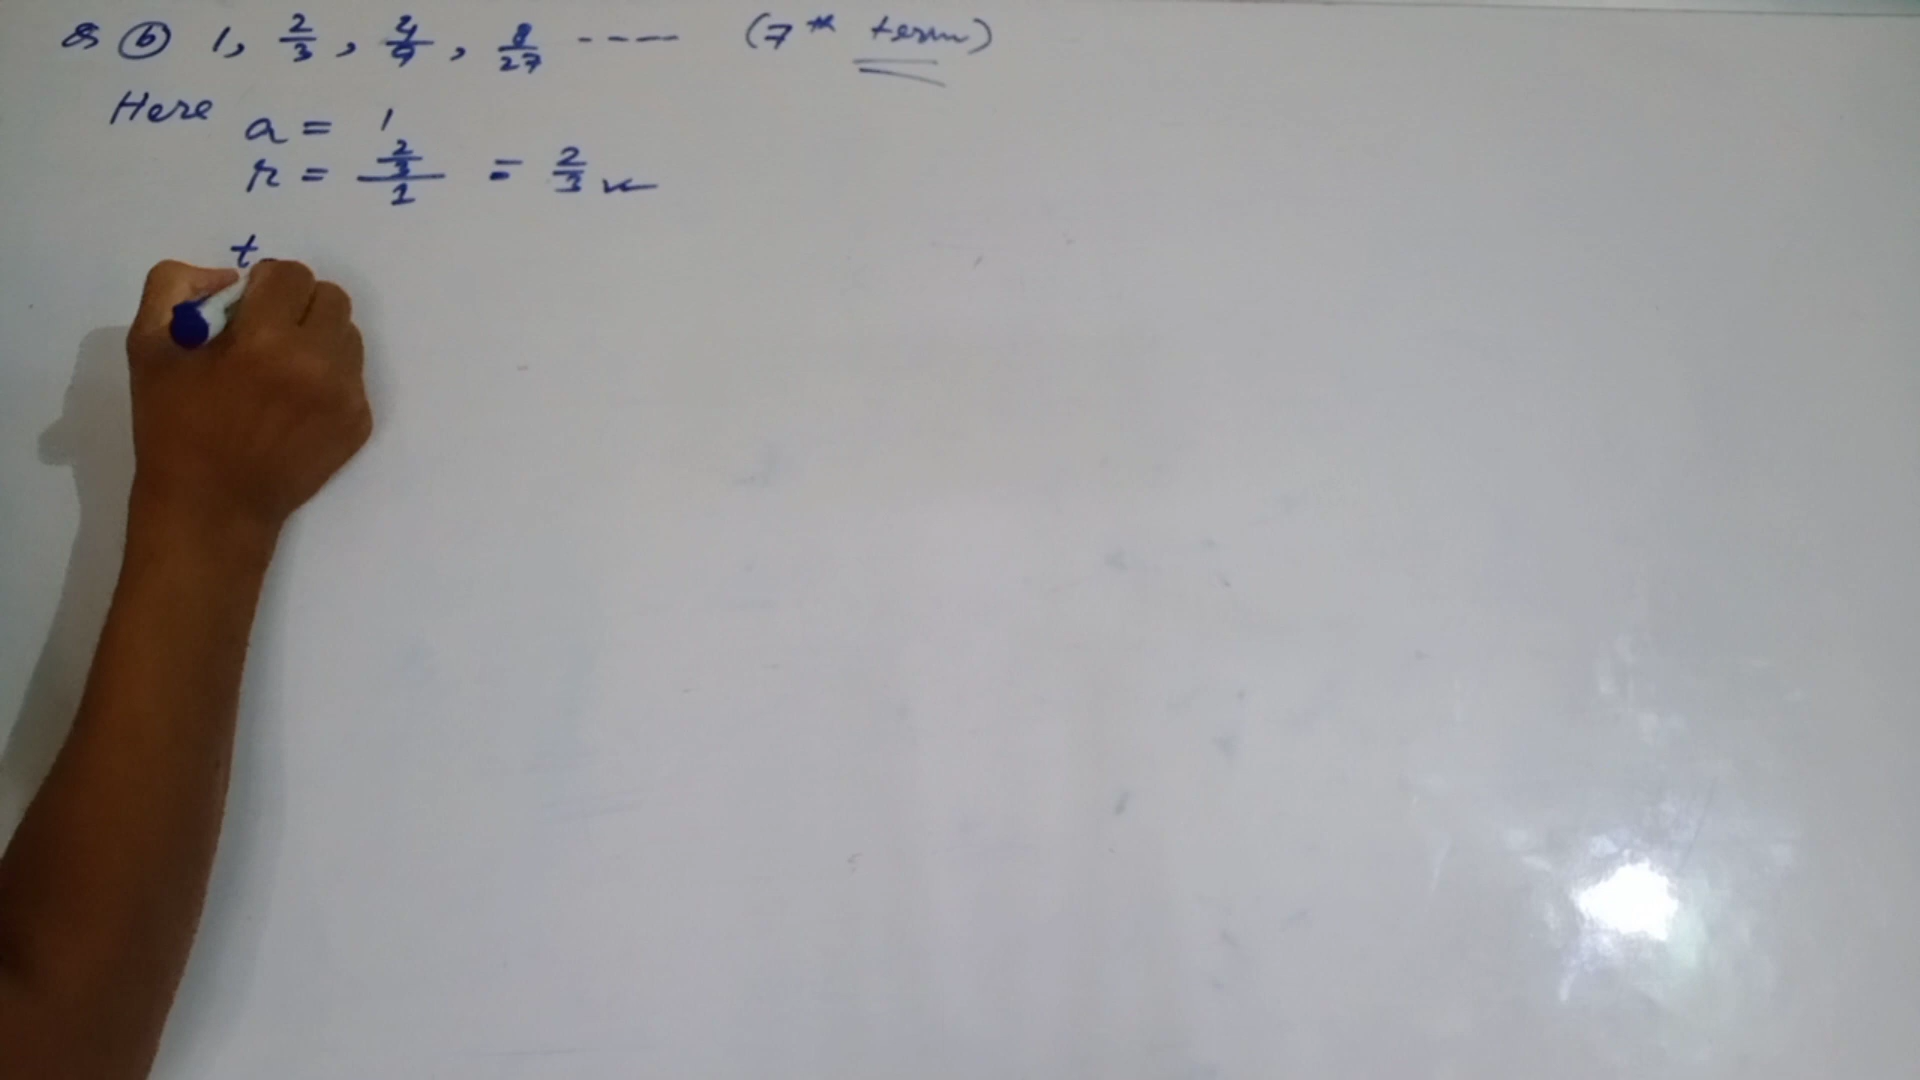 8 (b) 1, 2/3, 4/9, 8/27 ---- (7th term)
Here a = 1
r = 2/3/1 = 2/3
t